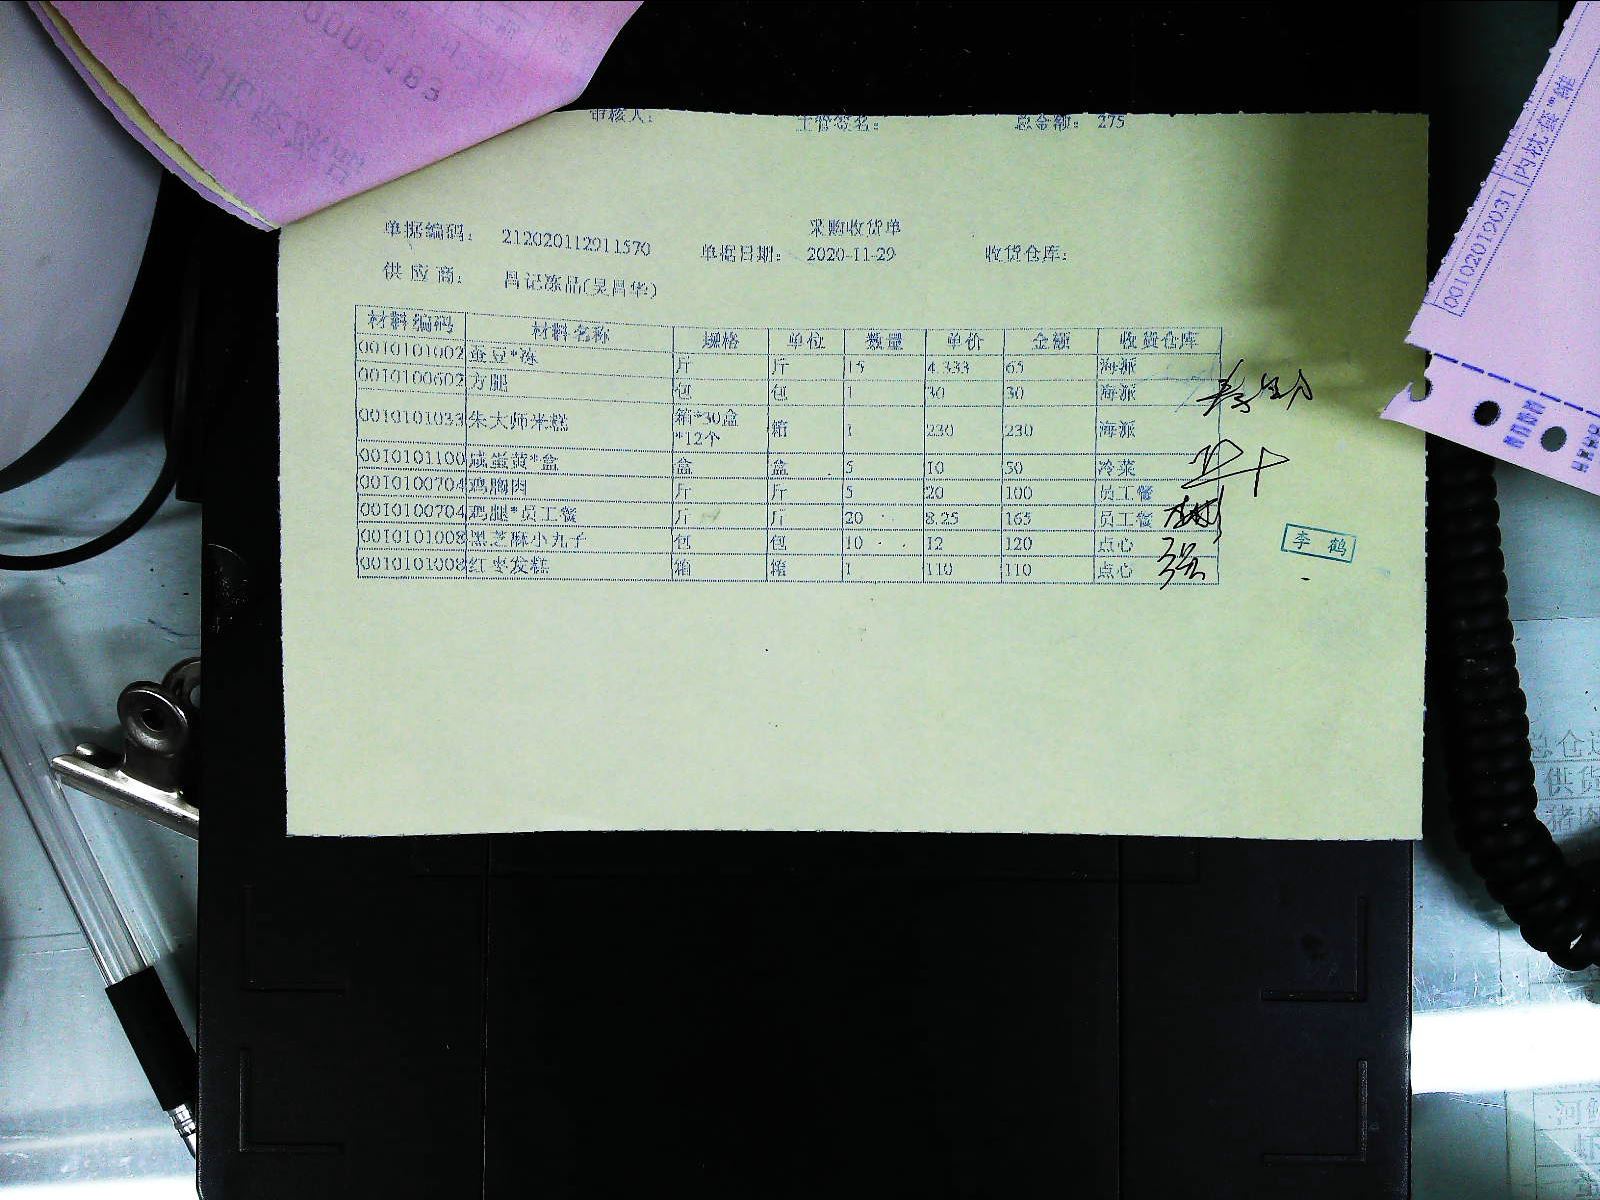 审核人： 主管签名： 总金额： 275
采购收货单
单据编码： 212020112911570 单据日期： 2020-11-29 收货仓库：
供应商： 昌记冻品(吴昌华)
材料编码 材料名称 规格 单位 数量 单价 金额 收货仓库
0010101002 蚕豆*冻 斤 斤 15 4.333 65 海派
0010100602 方腿 包 包 1 30 30 海派
0010101033 朱大师米糕 箱*30盒*12个 箱 1 230 230 海派
0010101100 咸蛋黄*盒 盒 盒 5 10 50 冷菜
0010100704 鸡胸肉 斤 斤 5 20 100 员工餐
0010100704 鸡腿*员工餐 斤 斤 20 8.25 165 员工餐
0010101008 黑芝麻小丸子 包 包 10 12 120 点心
0010101008 红枣发糕 箱 箱 1 110 110 点心
李鹤
00102019031 内枕套*
供货
河